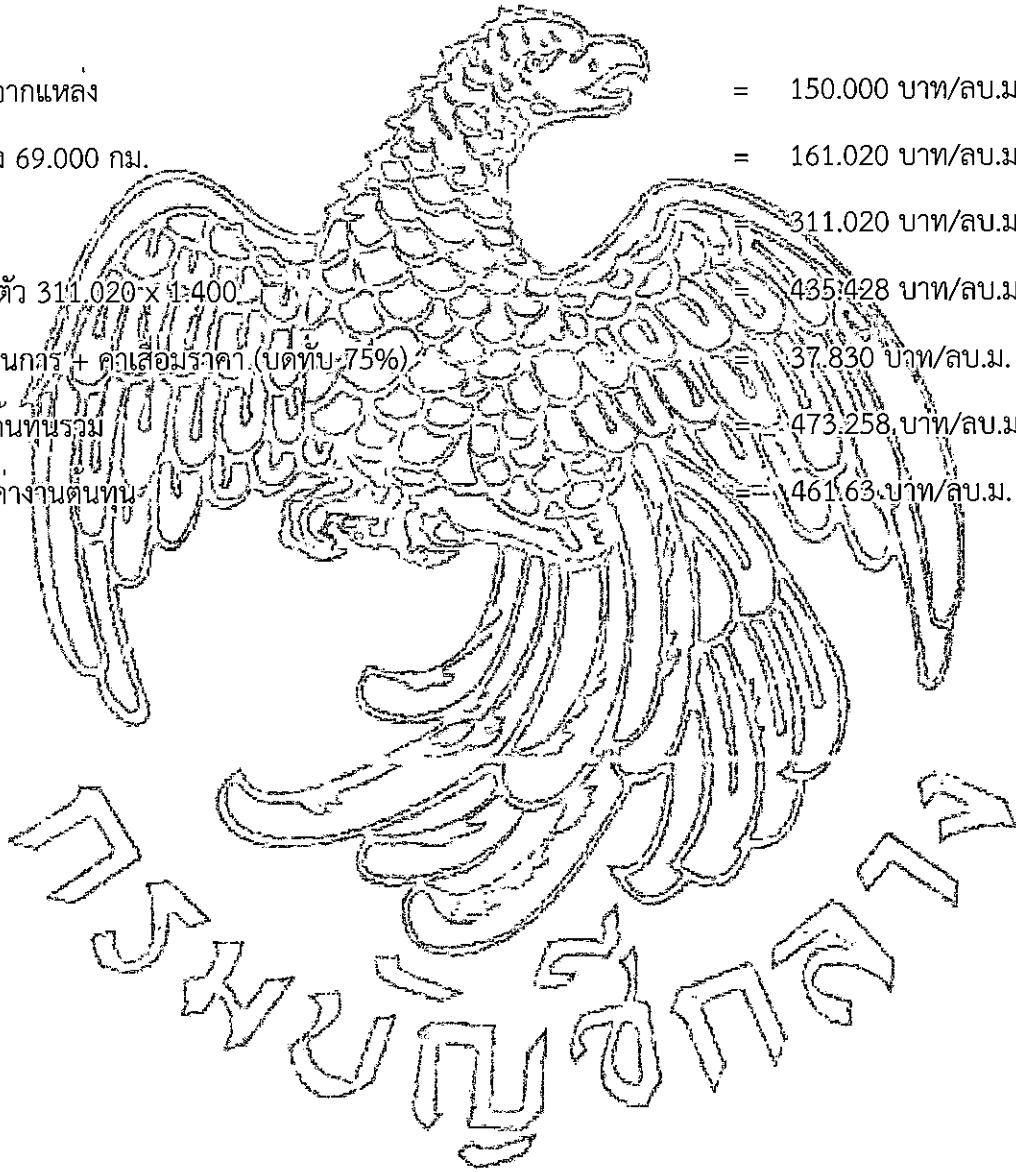 จากแหล่ง = 150.000 บาท/ลบ.ม
69.000 กม. = 161.020 บาท/ลบ.ม
= 311.020 บาท/ลบ.ม
ตัว 311.020 x 1.400 = 435.428 บาท/ลบ.ม
นการ + ค่าเสื่อมราคา (บดทับ 75%) = 37.830 บาท/ลบ.ม.
านทุนรวม = 473.258 บาท/ลบ.ม
ค่างานต้นทุน = 461.63 บาท/ลบ.ม.
กรมบัญชีกลาง